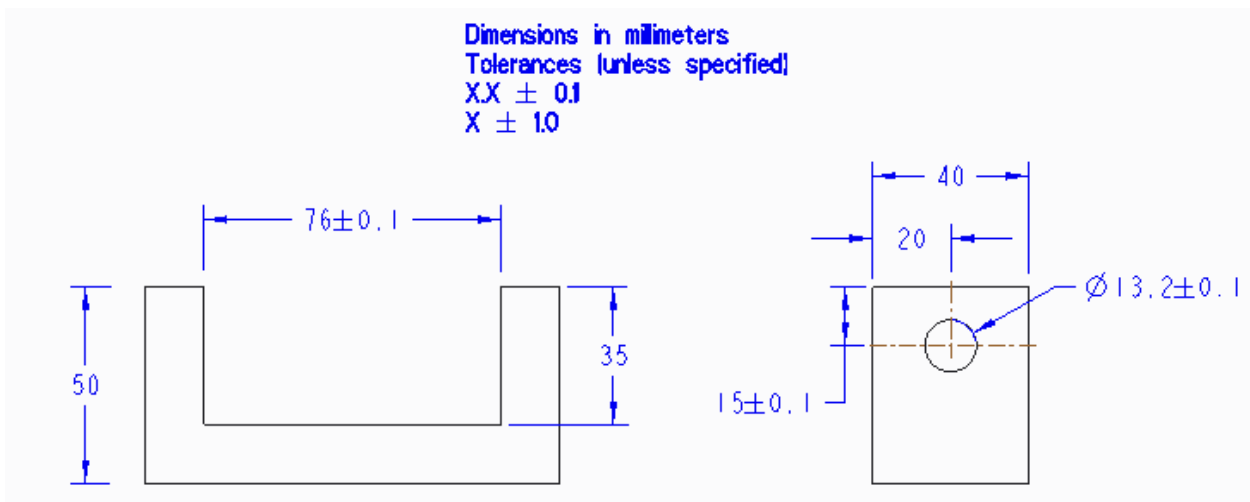 Dimensions in millimeters
Tolerances (unless specified)
X.X ± 0.1
X ± 1.0
40
76±0.1
20
Ø13.2±0.1
35
50
15±0.1